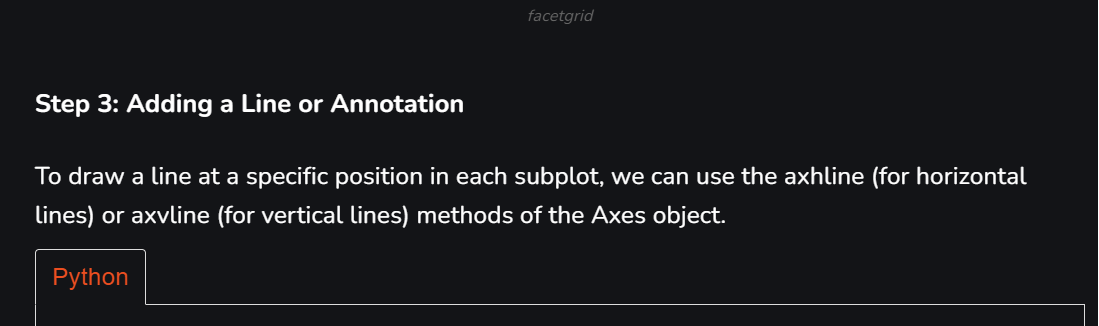 facetgrid
Step 3: Adding a Line or Annotation
To draw a line at a specific position in each subplot, we can use the axhline (for horizontal
lines) or axvline (for vertical lines) methods of the Axes object.
Python